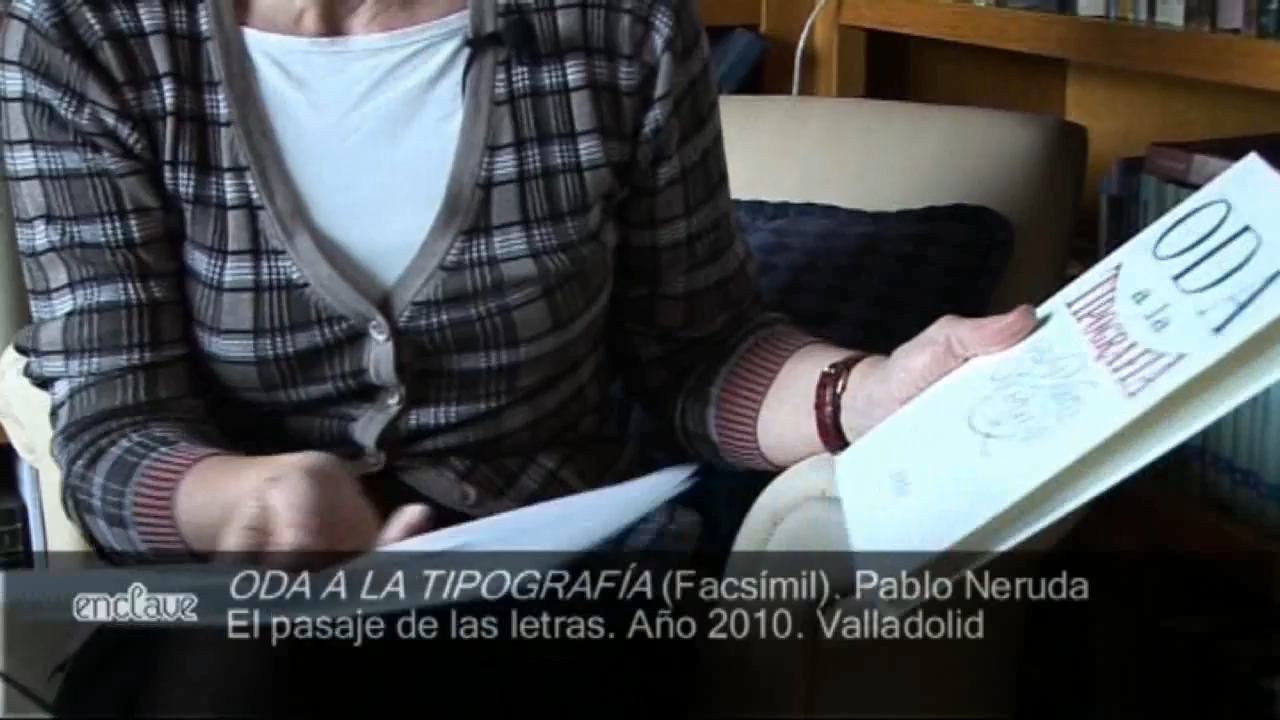 ODA
a la
TIPOGRAFÍA
enclave
ODA A LA TIPOGRAFÍA (Facsímil). Pablo Neruda
El pasaje de las letras. Año 2010. Valladolid